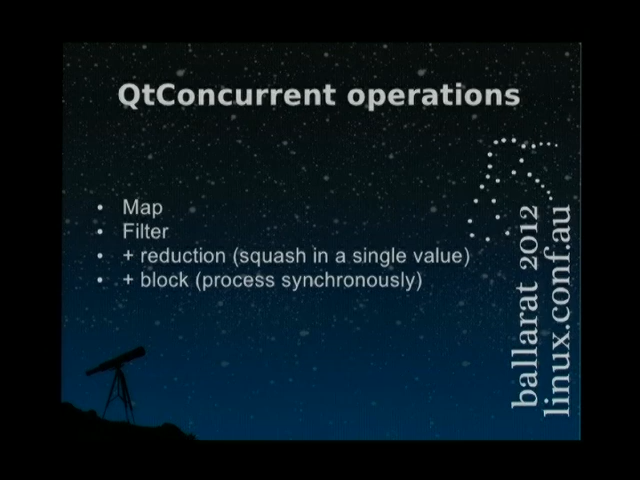 QtConcurrent operations
• Map
• Filter
• + reduction (squash in a single value)
• + block (process synchronously)
ballarat 2012
linux.conf.au